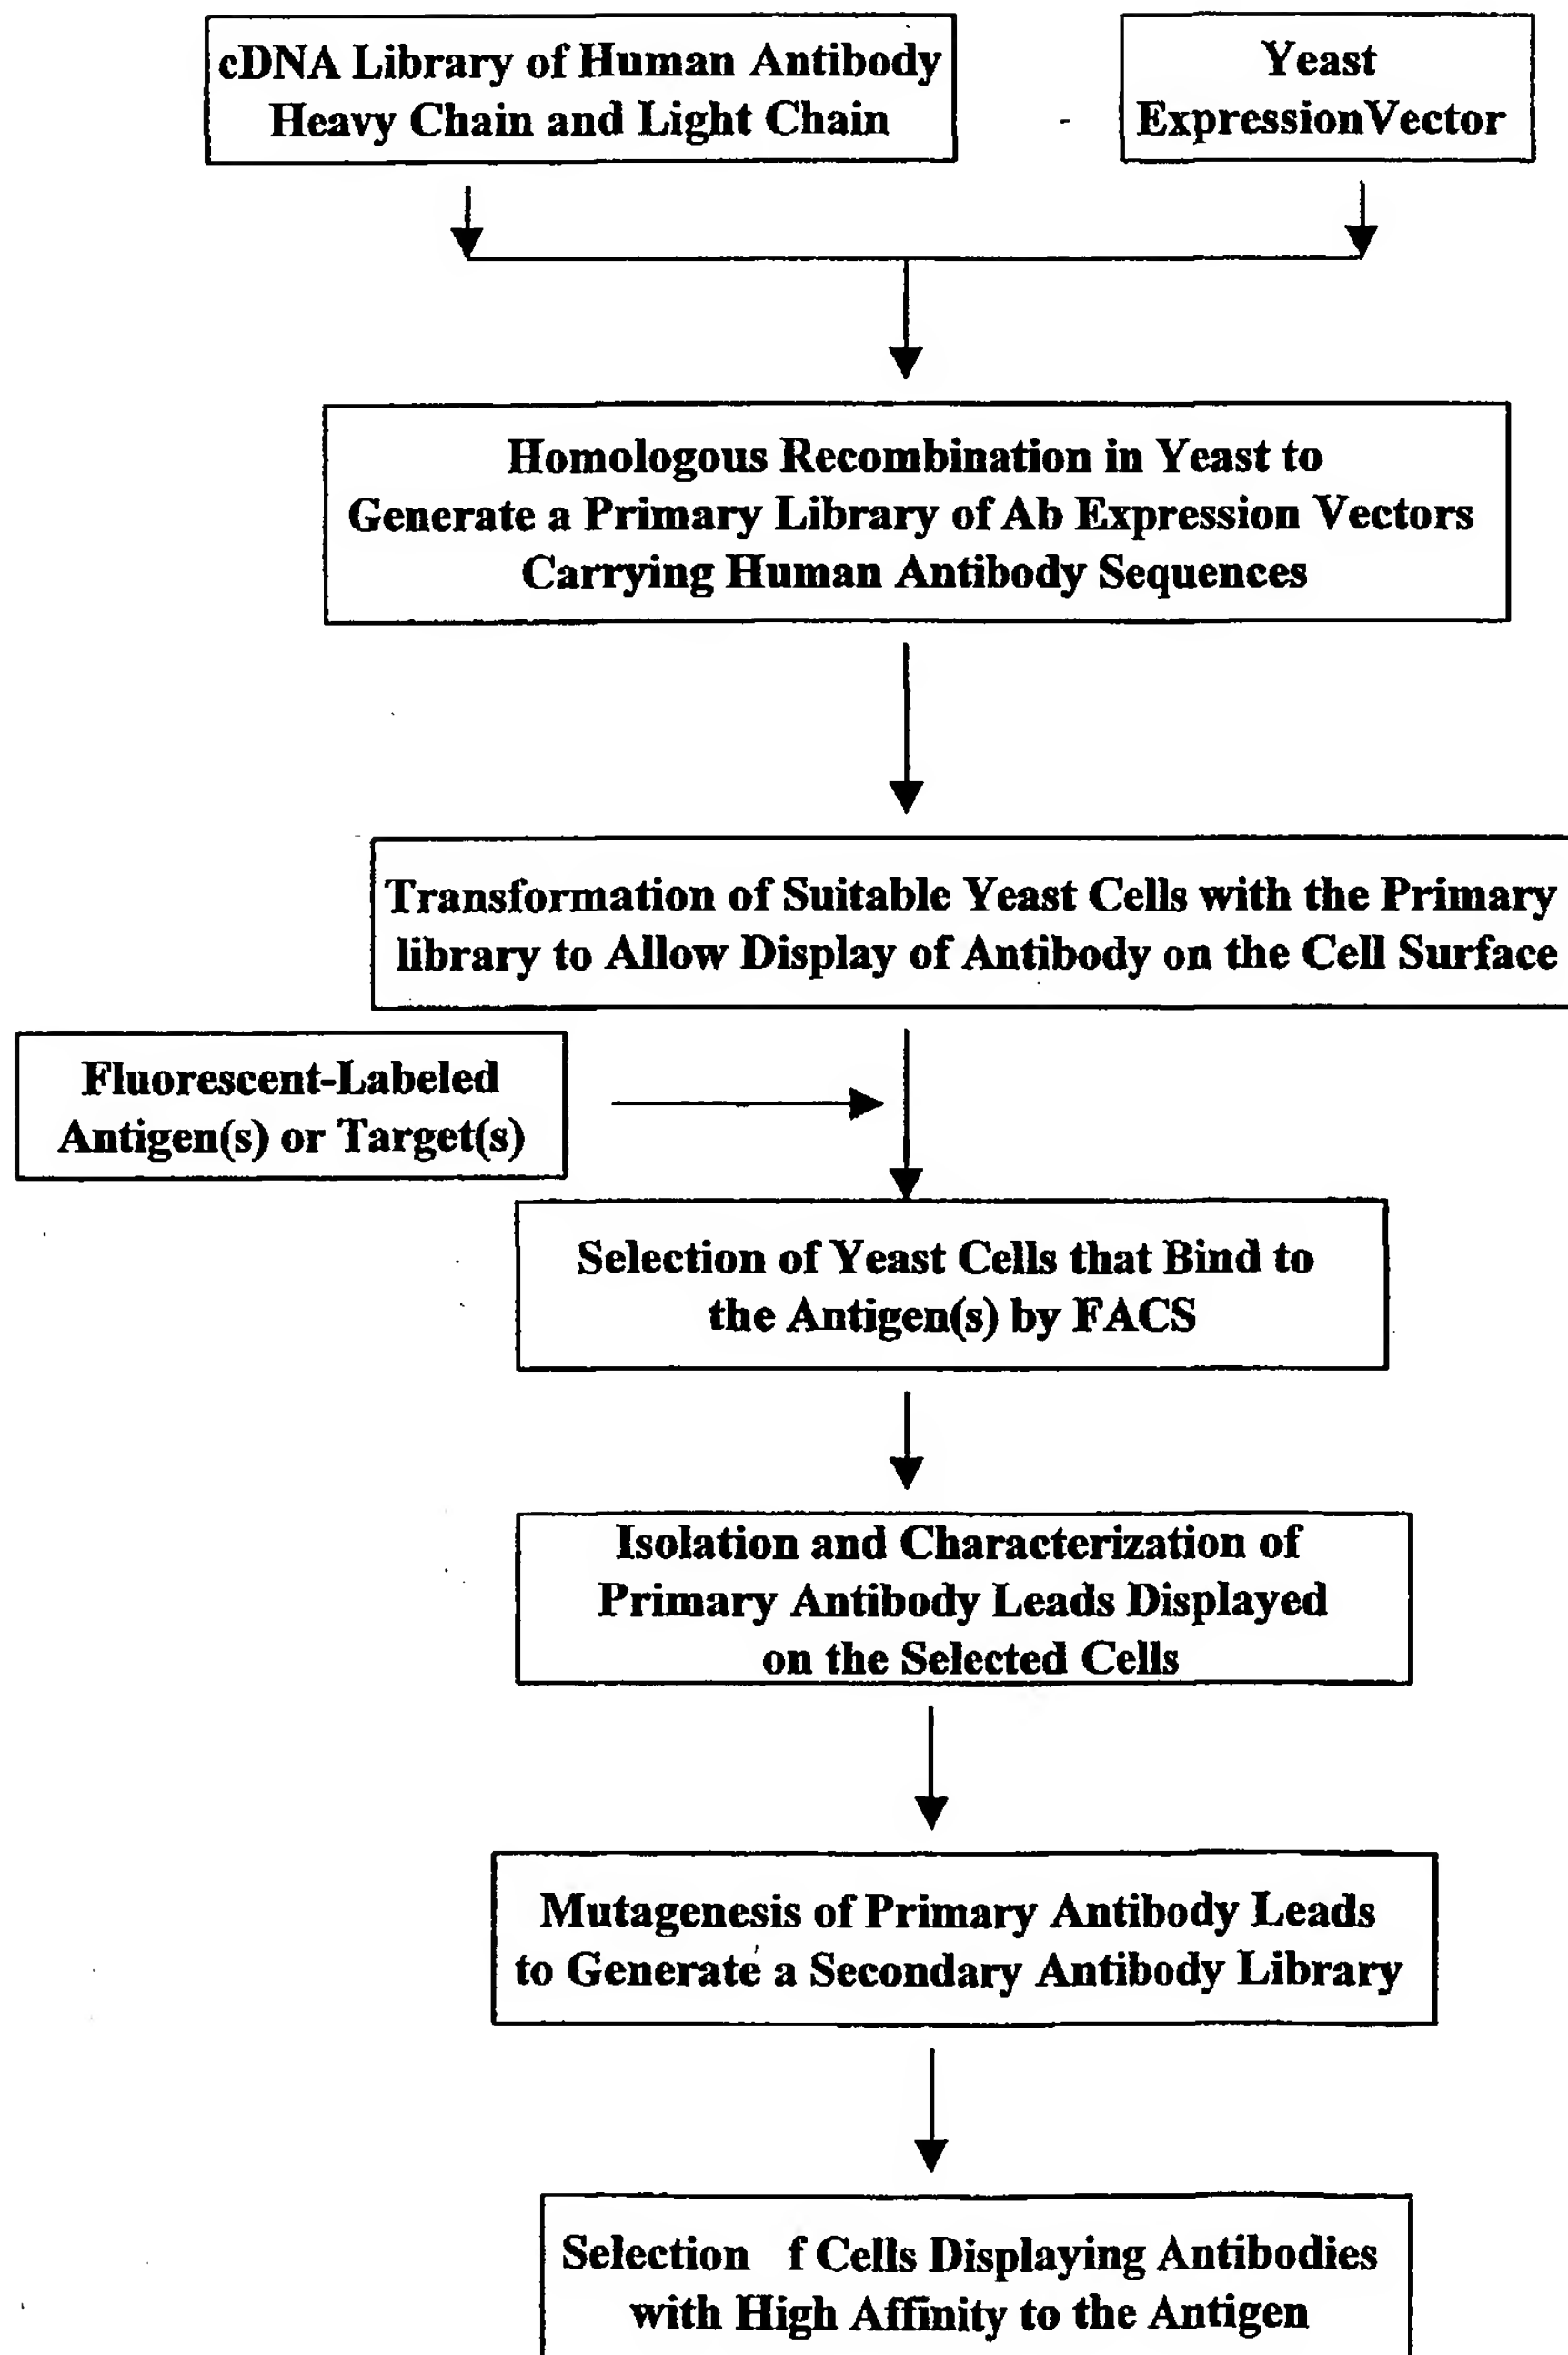 cDNA Library of Human Antibody
Heavy Chain and Light Chain
Yeast
ExpressionVector
Homologous Recombination in Yeast to
Generate a Primary Library of Ab Expression Vectors
Carrying Human Antibody Sequences
Transformation of Suitable Yeast Cells with the Primary
library to Allow Display of Antibody on the Cell Surface
Fluorescent-Labeled
Antigen(s) or Target(s)
Selection of Yeast Cells that Bind to
the Antigen(s) by FACS
Isolation and Characterization of
Primary Antibody Leads Displayed
on the Selected Cells
Mutagenesis of Primary Antibody Leads
to Generate a Secondary Antibody Library
Selection f Cells Displaying Antibodies
with High Affinity to the Antigen